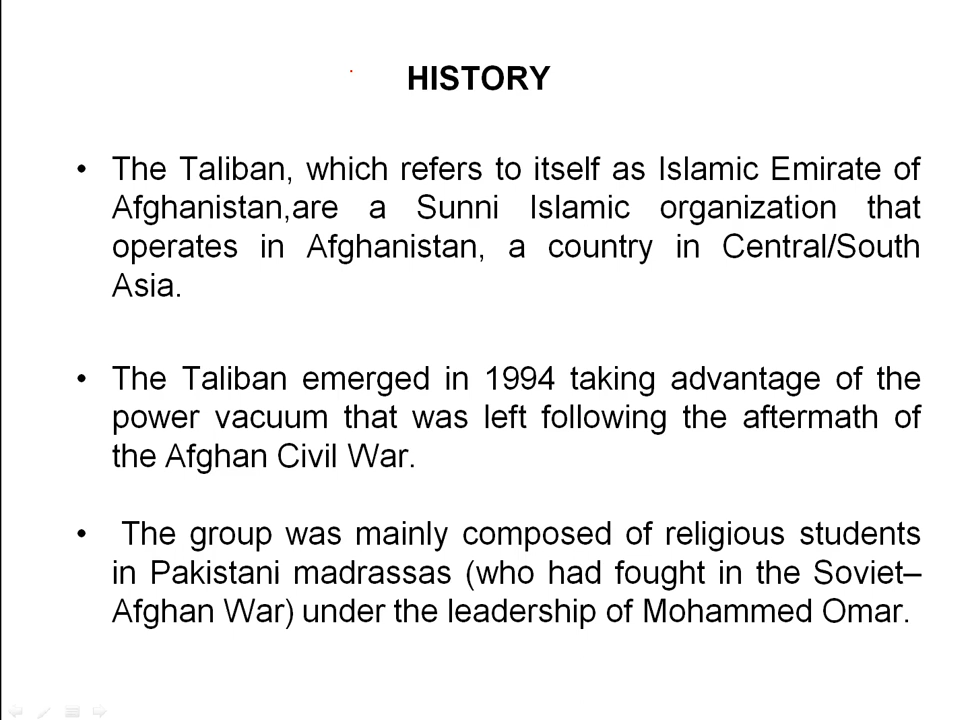 HISTORY
• The Taliban, which refers to itself as Islamic Emirate of
Afghanistan,are a Sunni Islamic organization that
operates in Afghanistan, a country in Central/South
Asia.
• The Taliban emerged in 1994 taking advantage of the
power vacuum that was left following the aftermath of
the Afghan Civil War.
• The group was mainly composed of religious students
in Pakistani madrassas (who had fought in the Soviet–
Afghan War) under the leadership of Mohammed Omar.